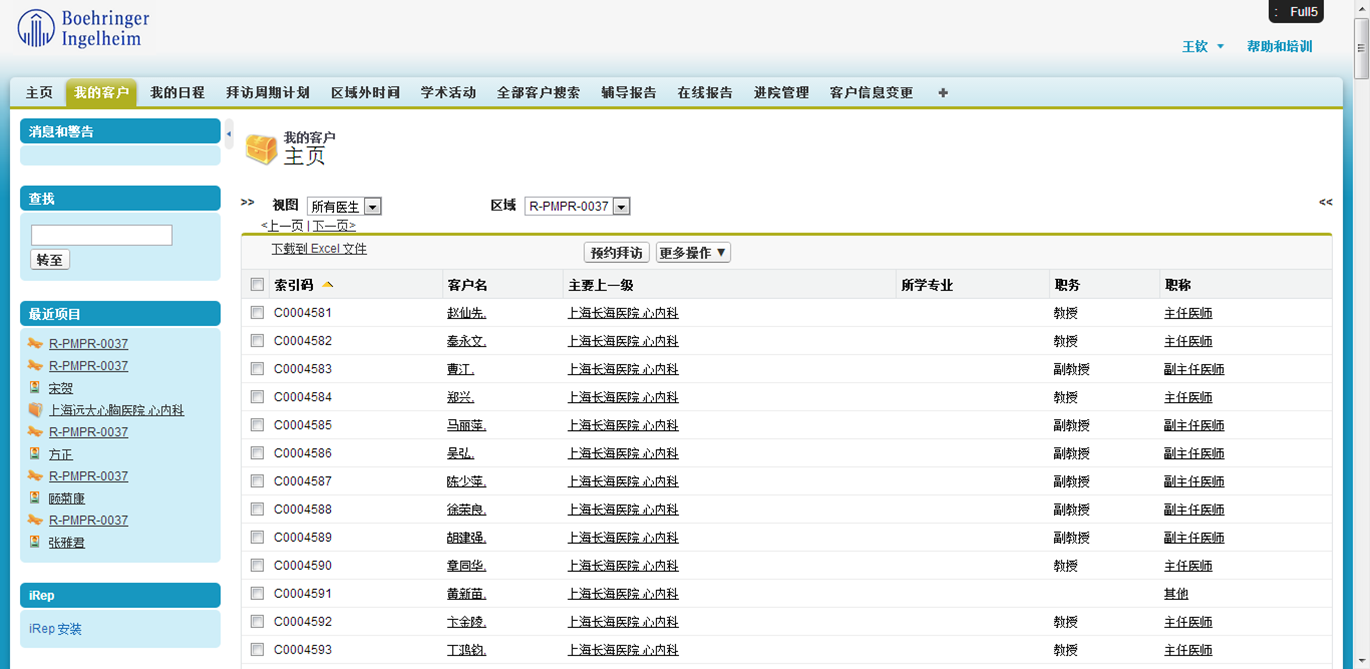 Boehringer
Ingelheim
: Full5
王钦 帮助和培训
主页 我的客户 我的日程 拜访周期计划 区域外时间 学术活动 全部客户搜索 辅导报告 在线报告 进院管理 客户信息变更 +
消息和警告
查找
转至
最近项目
R-PMPR-0037
R-PMPR-0037
宋贺
上海远大心胸医院 心内科
R-PMPR-0037
方正
R-PMPR-0037
顾菊康
R-PMPR-0037
张雅君
iRep
iRep 安装
我的客户
主页
>> 视图 所有医生 区域 R-PMPR-0037 <<
<上一页 | 下一页>
下载到 Excel 文件 预约拜访 更多操作 ▼
索引码 客户名 主要上一级 所学专业 职务 职称
C0004581 赵仙先. 上海长海医院 心内科 教授 主任医师
C0004582 秦永文. 上海长海医院 心内科 教授 主任医师
C0004583 曹江. 上海长海医院 心内科 副教授 副主任医师
C0004584 郑兴. 上海长海医院 心内科 教授 主任医师
C0004585 马丽萍. 上海长海医院 心内科 副教授 副主任医师
C0004586 吴弘. 上海长海医院 心内科 副教授 副主任医师
C0004587 陈少萍. 上海长海医院 心内科 副教授 副主任医师
C0004588 徐荣良. 上海长海医院 心内科 副教授 副主任医师
C0004589 胡建强. 上海长海医院 心内科 副教授 副主任医师
C0004590 章同华. 上海长海医院 心内科 教授 主任医师
C0004591 黄新苗. 上海长海医院 心内科 其他
C0004592 卞金陵. 上海长海医院 心内科 教授 主任医师
C0004593 丁鸿钧. 上海长海医院 心内科 教授 主任医师